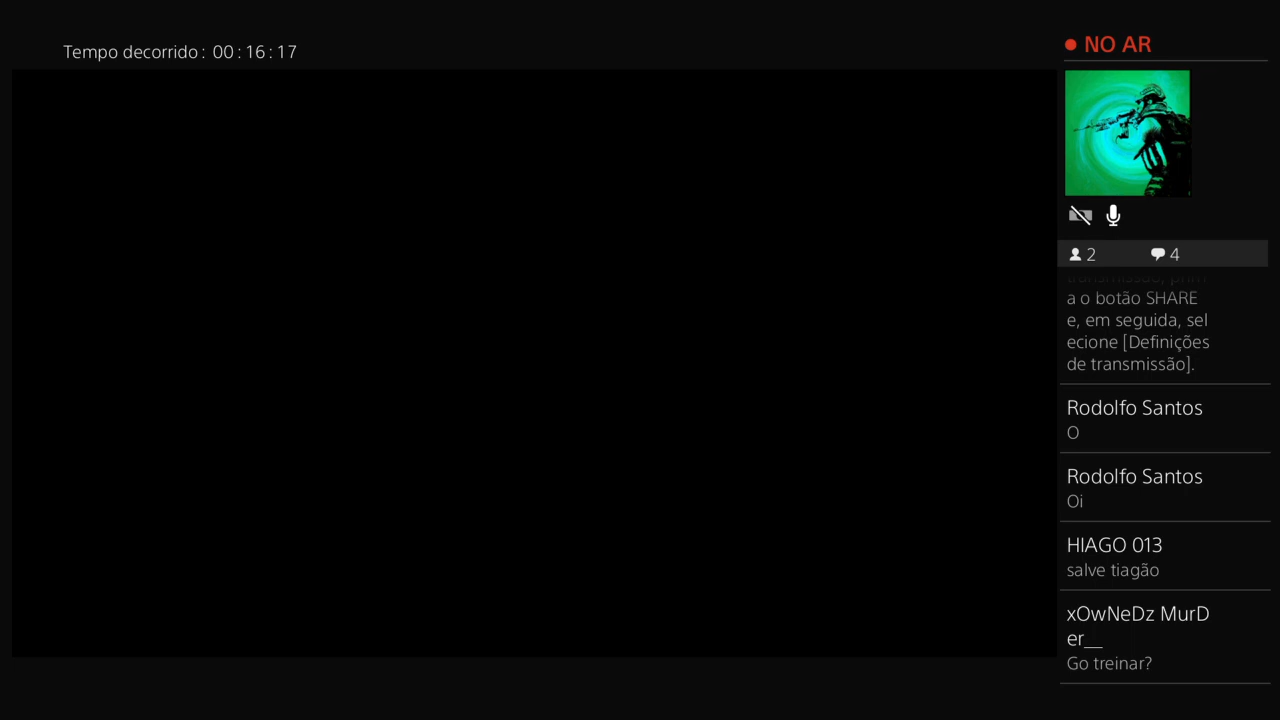 Tempo decorrido: 00:16:17
NO AR
2
4
a o botão SHARE
e, em seguida, sel
ecione [Definições
de transmissão].
Rodolfo Santos
O
Rodolfo Santos
Oi
HIAGO 013
salve tiagão
xOwNeDz MurD
er__
Go treinar?